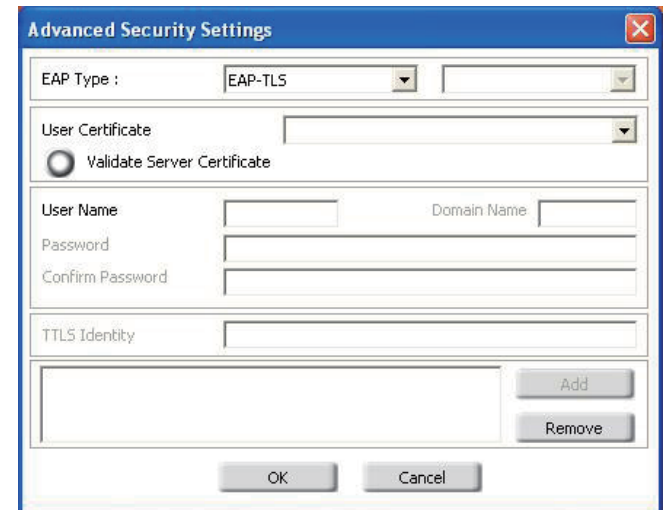 Advanced Security Settings
EAP Type : EAP-TLS
User Certificate
Validate Server Certificate
User Name Domain Name
Password
Confirm Password
TTLS Identity
Add
Remove
OK Cancel